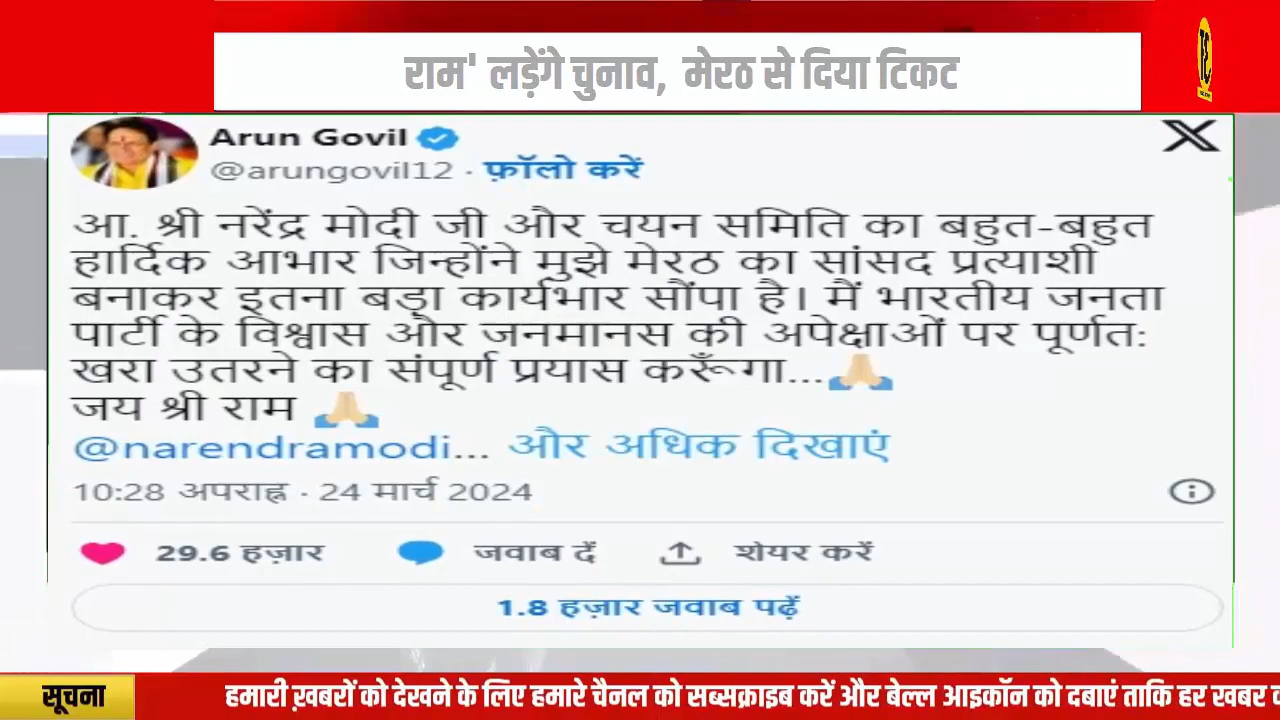 राम' लड़ेंगे चुनाव, मेरठ से दिया टिकट
Arun Govil
@arungovil12 · फ़ॉलो करें
आ. श्री नरेंद्र मोदी जी और चयन समिति का बहुत-बहुत
हार्दिक आभार जिन्होंने मुझे मेरठ का सांसद प्रत्याशी
बनाकर इतना बड़ा कार्यभार सौंपा है। मैं भारतीय जनता
पार्टी के विश्वास और जनमानस की अपेक्षाओं पर पूर्णतः
खरा उतरने का संपूर्ण प्रयास करूँगा...🙏🏼
जय श्री राम 🙏🏼
@narendramodi... और अधिक दिखाएं
10:28 अपराह्न · 24 मार्च 2024
29.6 हज़ार जवाब दें शेयर करें
1.8 हज़ार जवाब पढ़ें
सूचना हमारी ख़बरों को देखने के लिए हमारे चैनल को सब्सक्राइब करें और बेल्ल आइकॉन को दबाएं ताकि हर खबर